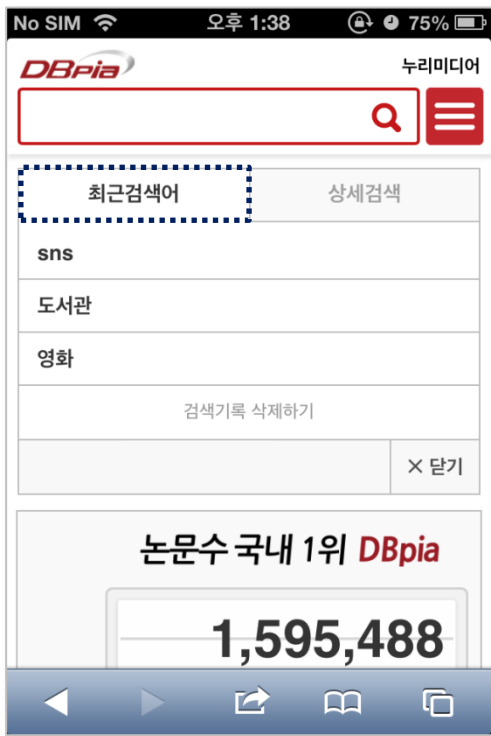 No SIM 오후 1:38 75%
DBpia 누리미디어
최근검색어 상세검색
sns
도서관
영화
검색기록 삭제하기
× 닫기
논문수 국내 1위 DBpia
1,595,488